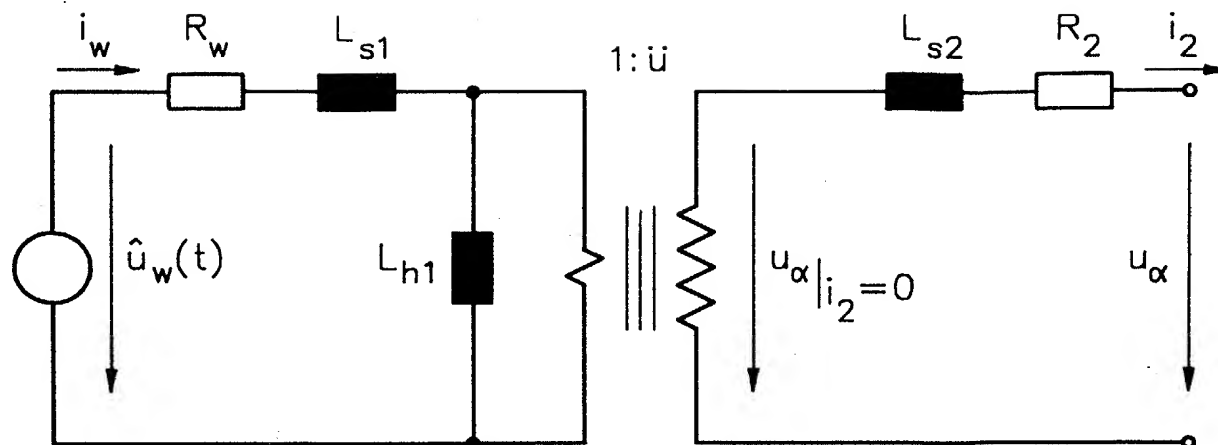 i_w
R_w
L_s1
1:ü
L_s2
R_2
i_2
û_w(t)
L_h1
u_α|i_2=0
u_α